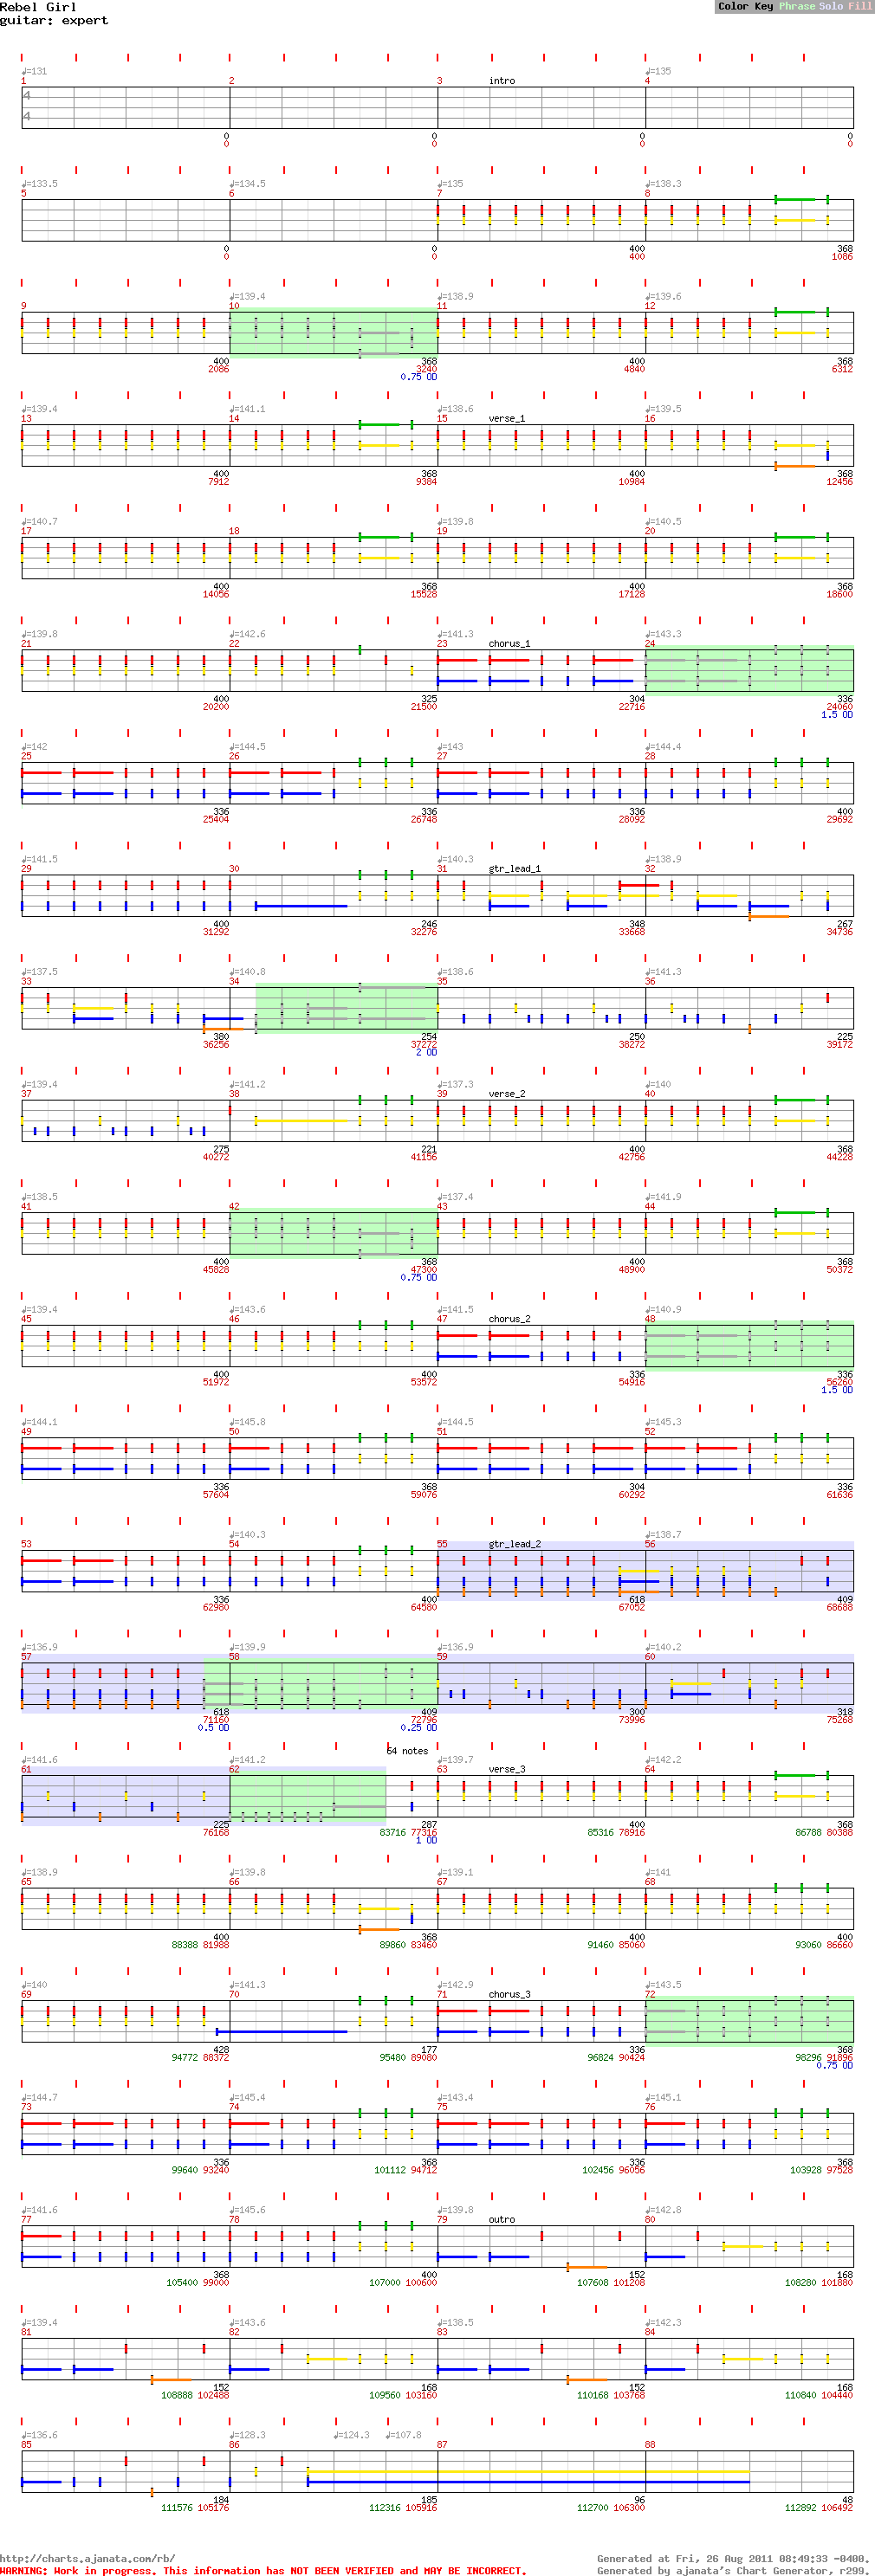 Rebel Girl
guitar: expert
Color Key Phrase Solo Fill
♩=131 ♩=135
1 2 3 intro 4
4
4
0 0 0 0
0 0 0 0
♩=133.5 ♩=134.5 ♩=135 ♩=138.3
5 6 7 8
0 0 400 368
0 0 400 1086
♩=139.4 ♩=138.9 ♩=139.6
9 10 11 12
400 368 400 368
2086 3240 4840 6312
0.75 OD
♩=139.4 ♩=141.1 ♩=138.6 ♩=139.5
13 14 15 verse_1 16
400 368 400 368
7912 9384 10984 12456
♩=140.7 ♩=139.8 ♩=140.5
17 18 19 20
400 368 400 368
14056 15528 17128 18600
♩=139.8 ♩=142.6 ♩=141.3 ♩=143.3
21 22 23 chorus_1 24
400 325 304 336
20200 21500 22716 24060
1.5 OD
♩=142 ♩=144.5 ♩=143 ♩=144.4
25 26 27 28
336 336 336 400
25404 26748 28092 29692
♩=141.5 ♩=140.3 ♩=138.9
29 30 31 gtr_lead_1 32
400 246 348 267
31292 32276 33668 34736
♩=137.5 ♩=140.8 ♩=138.6 ♩=141.3
33 34 35 36
380 254 250 225
36256 37272 38272 39172
2 OD
♩=139.4 ♩=141.2 ♩=137.3 ♩=140
37 38 39 verse_2 40
275 221 400 368
40272 41156 42756 44228
♩=138.5 ♩=137.4 ♩=141.9
41 42 43 44
400 368 400 368
45828 47300 48900 50372
0.75 OD
♩=139.4 ♩=143.6 ♩=141.5 ♩=140.9
45 46 47 chorus_2 48
400 400 336 336
51972 53572 54916 56260
1.5 OD
♩=144.1 ♩=145.8 ♩=144.5 ♩=145.3
49 50 51 52
336 368 304 336
57604 59076 60292 61636
♩=140.3 ♩=138.7
53 54 55 gtr_lead_2 56
336 400 618 409
62980 64580 67052 68688
♩=136.9 ♩=139.9 ♩=136.9 ♩=140.2
57 58 59 60
618 409 300 318
71160 72796 73996 75268
0.5 OD 0.25 OD
64 notes
♩=141.6 ♩=141.2 ♩=139.7 ♩=142.2
61 62 63 verse_3 64
225 287 400 368
76168 83716 77316 85316 78916 86788 80388
1 OD
♩=138.9 ♩=139.8 ♩=139.1 ♩=141
65 66 67 68
400 368 400 400
88388 81988 89860 83460 91460 85060 93060 86660
♩=140 ♩=141.3 ♩=142.9 ♩=143.5
69 70 71 chorus_3 72
428 177 336 368
94772 88372 95480 89080 96824 90424 98296 91896
0.75 OD
♩=144.7 ♩=145.4 ♩=143.4 ♩=145.1
73 74 75 76
336 368 336 368
99640 93240 101112 94712 102456 96056 103928 97528
♩=141.6 ♩=145.6 ♩=139.8 ♩=142.8
77 78 79 outro 80
368 400 152 168
105400 99000 107000 100600 107608 101208 108280 101880
♩=139.4 ♩=143.6 ♩=138.5 ♩=142.3
81 82 83 84
152 168 152 168
108888 102488 109560 103160 110168 103768 110840 104440
♩=136.6 ♩=128.3 ♩=124.3 ♩=107.8
85 86 87 88
184 185 96 48
111576 105176 112316 105916 112700 106300 112892 106492
http://charts.ajanata.com/rb/ Generated at Fri, 26 Aug 2011 08:49:33 -0400.
WARNING: Work in progress. This information has NOT BEEN VERIFIED and MAY BE INCORRECT. Generated by ajanata's Chart Generator, r299.